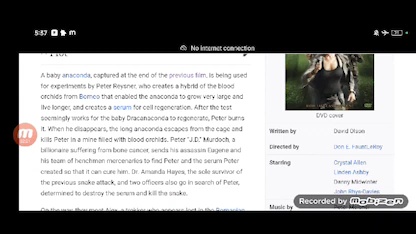 5:37
No internet connection
A baby anaconda, captured at the end of the previous film, is being used
for experiments by Peter Reysner, who creates a hybrid of the blood
orchids from Borneo that enabled the anaconda to grow very large and
live longer, and creates a serum for cell regeneration. After the test
seemingly works for the baby Dracanaconda to regenerate, Peter burns
it. When he disappears, the long anaconda escapes from the cage and
kills Peter in a mine filled with blood orchids. Peter "J.D." Murdoch, a
billionaire suffering from bone cancer, sends his assassin Eugene and
his team of henchmen mercenaries to find Peter and the serum Peter
created so that it can cure him. Dr. Amanda Hayes, the sole survivor of
the previous snake attack, and two officers also go in search of Peter,
determined to destroy the serum and kill the snake.
DVD cover
Written by David Olson
Directed by Don E. FauntLeRoy
Starring Crystal Allen
Linden Ashby
Danny Midwinter
John Rhys-Davies
Music by
Recorded by mobizen